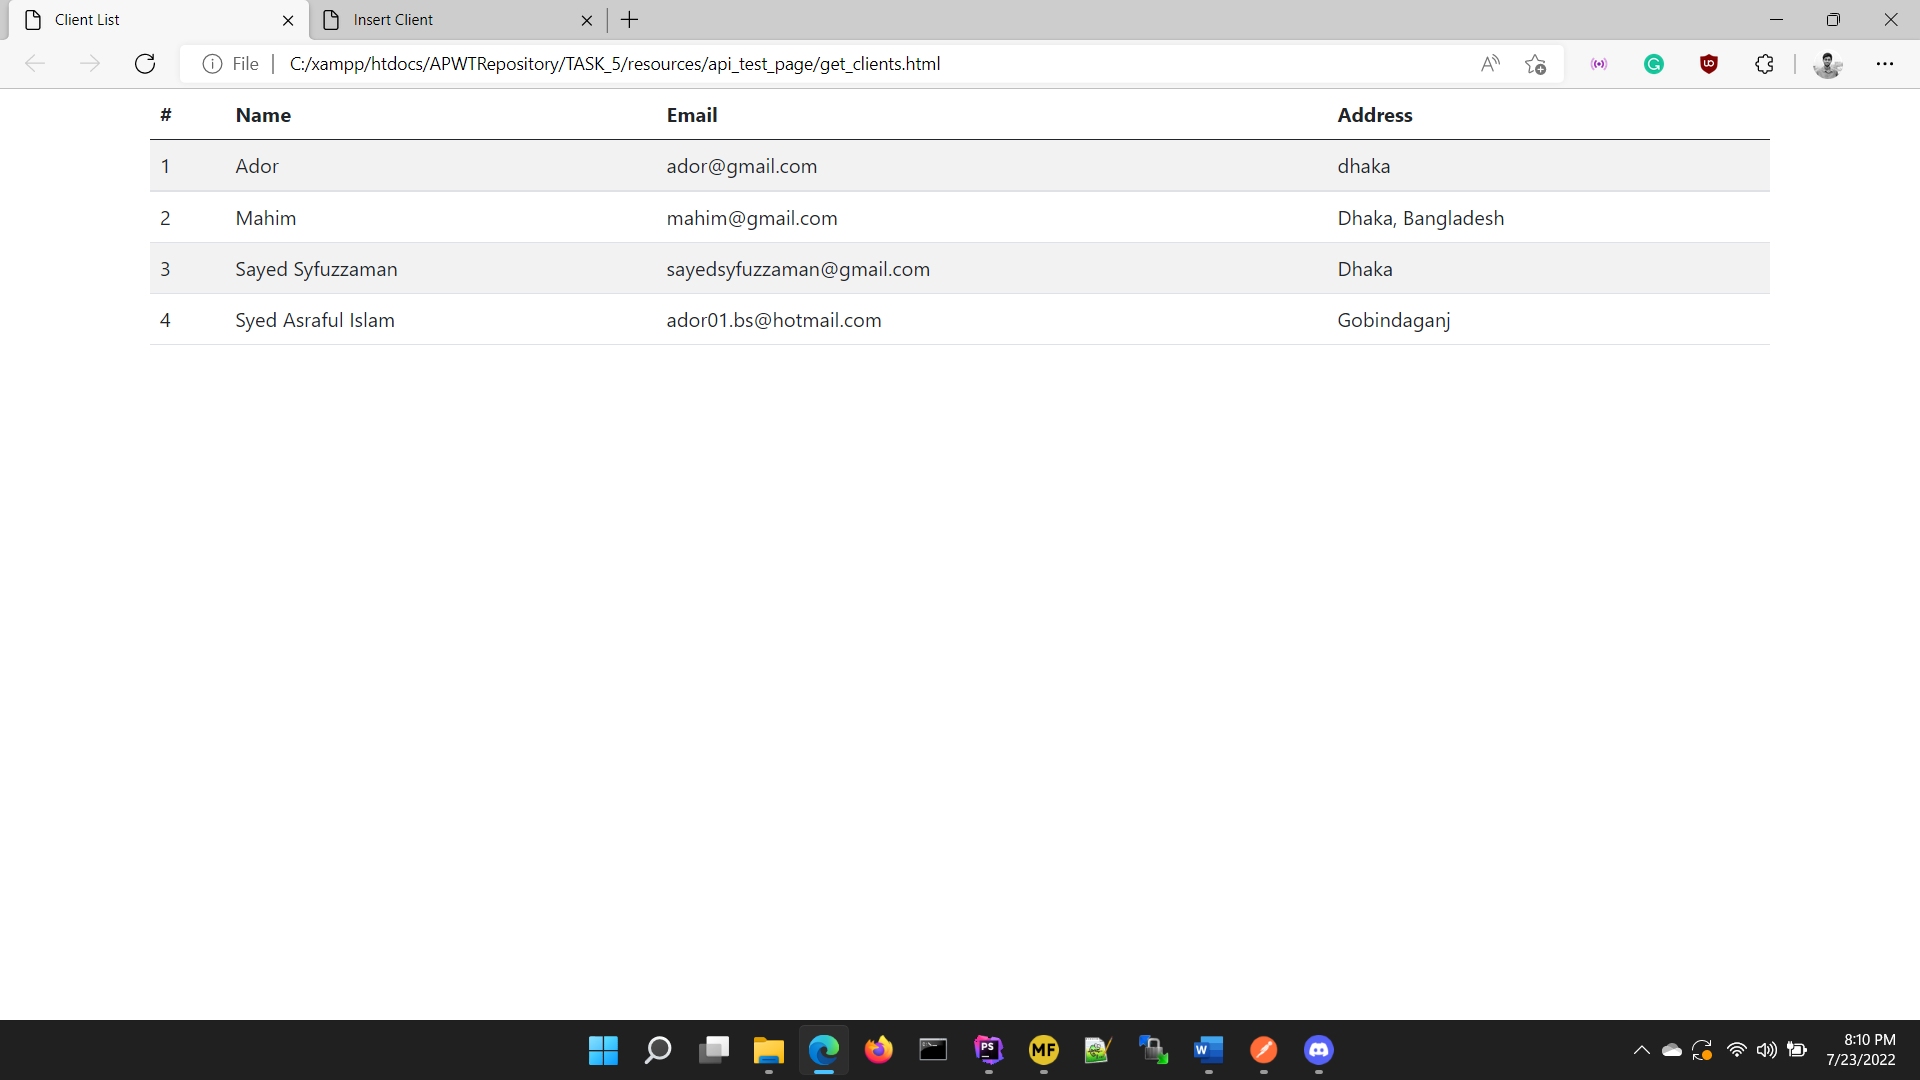 Client List
Insert Client
File
C:/xampp/htdocs/APWTRepository/TASK_5/resources/api_test_page/get_clients.html
# Name Email Address
1 Ador ador@gmail.com dhaka
2 Mahim mahim@gmail.com Dhaka, Bangladesh
3 Sayed Syfuzzaman sayedsyfuzzaman@gmail.com Dhaka
4 Syed Asraful Islam ador01.bs@hotmail.com Gobindaganj
PS
MF
W
8:10 PM
7/23/2022